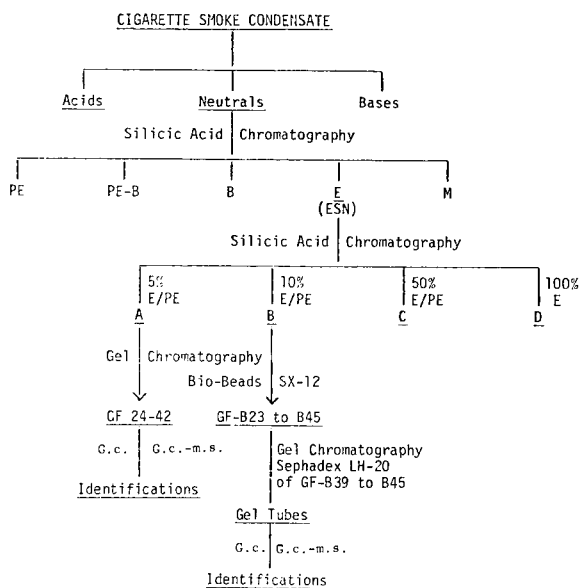 CIGARETTE SMOKE CONDENSATE
Acids Neutrals Bases
Silicic Acid Chromatography
PE PE-B B E M
(ESN)
Silicic Acid Chromatography
5% 10% 50% 100%
E/PE E/PE E/PE E
A B C D
Gel Chromatography
Bio-Beads SX-12
GF 24-42 GF-B23 to B45
G.c. G.c.-m.s. Gel Chromatography
Sephadex LH-20
of GF-B39 to B45
Identifications
Gel Tubes
G.c. G.c.-m.s.
Identifications